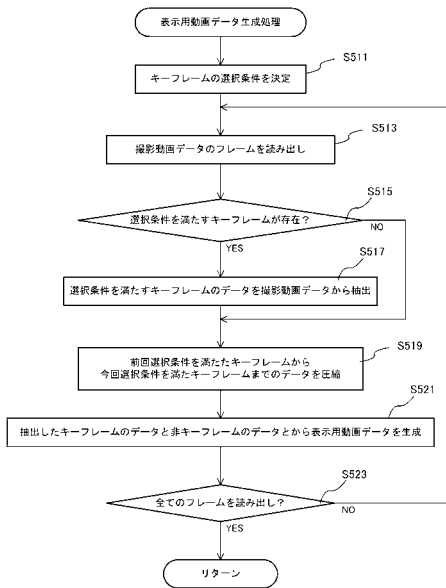 表示用動画データ生成処理
S511
キーフレームの選択条件を決定
S513
撮影動画データのフレームを読み出し
S515
選択条件を満たすキーフレームが存在？
NO
YES
S517
選択条件を満たすキーフレームのデータを撮影動画データから抽出
S519
前回選択条件を満たたキーフレームから
今回選択条件を満たキーフレームまでのデータを圧縮
S521
抽出したキーフレームのデータと非キーフレームのデータとから表示用動画データを生成
S523
全てのフレームを読み出し？
NO
YES
リターン